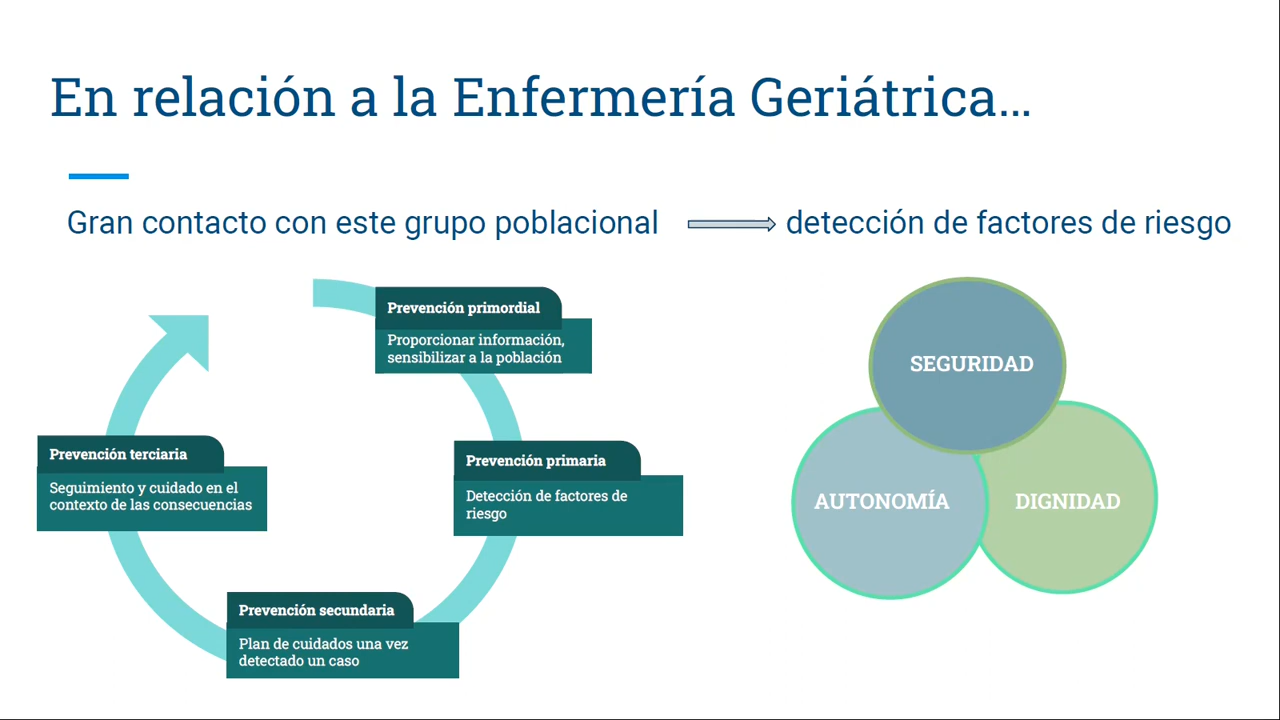 En relación a la Enfermería Geriátrica...
Gran contacto con este grupo poblacional
detección de factores de riesgo
Prevención primordial
Proporcionar información,
sensibilizar a la población
Prevención primaria
Detección de factores de
riesgo
Prevención secundaria
Plan de cuidados una vez
detectado un caso
Prevención terciaria
Seguimiento y cuidado en el
contexto de las consecuencias
SEGURIDAD
AUTONOMÍA
DIGNIDAD